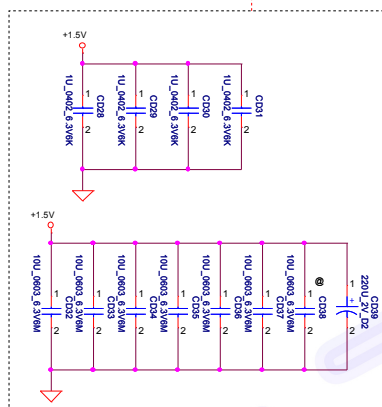 +1.5V
1
2
1U_0402_6.3V6K
CD28
1
2
1U_0402_6.3V6K
CD29
1
2
1U_0402_6.3V6K
CD30
1
2
1U_0402_6.3V6K
CD31
+1.5V
1
2
10U_0603_6.3V6M
CD32
1
2
10U_0603_6.3V6M
CD33
1
2
10U_0603_6.3V6M
CD34
1
2
10U_0603_6.3V6M
CD35
1
2
10U_0603_6.3V6M
CD36
1
2
10U_0603_6.3V6M
CD37
@
1
2
10U_0603_6.3V6M
CD38
1
+
2
220U_2V_D2
CD39